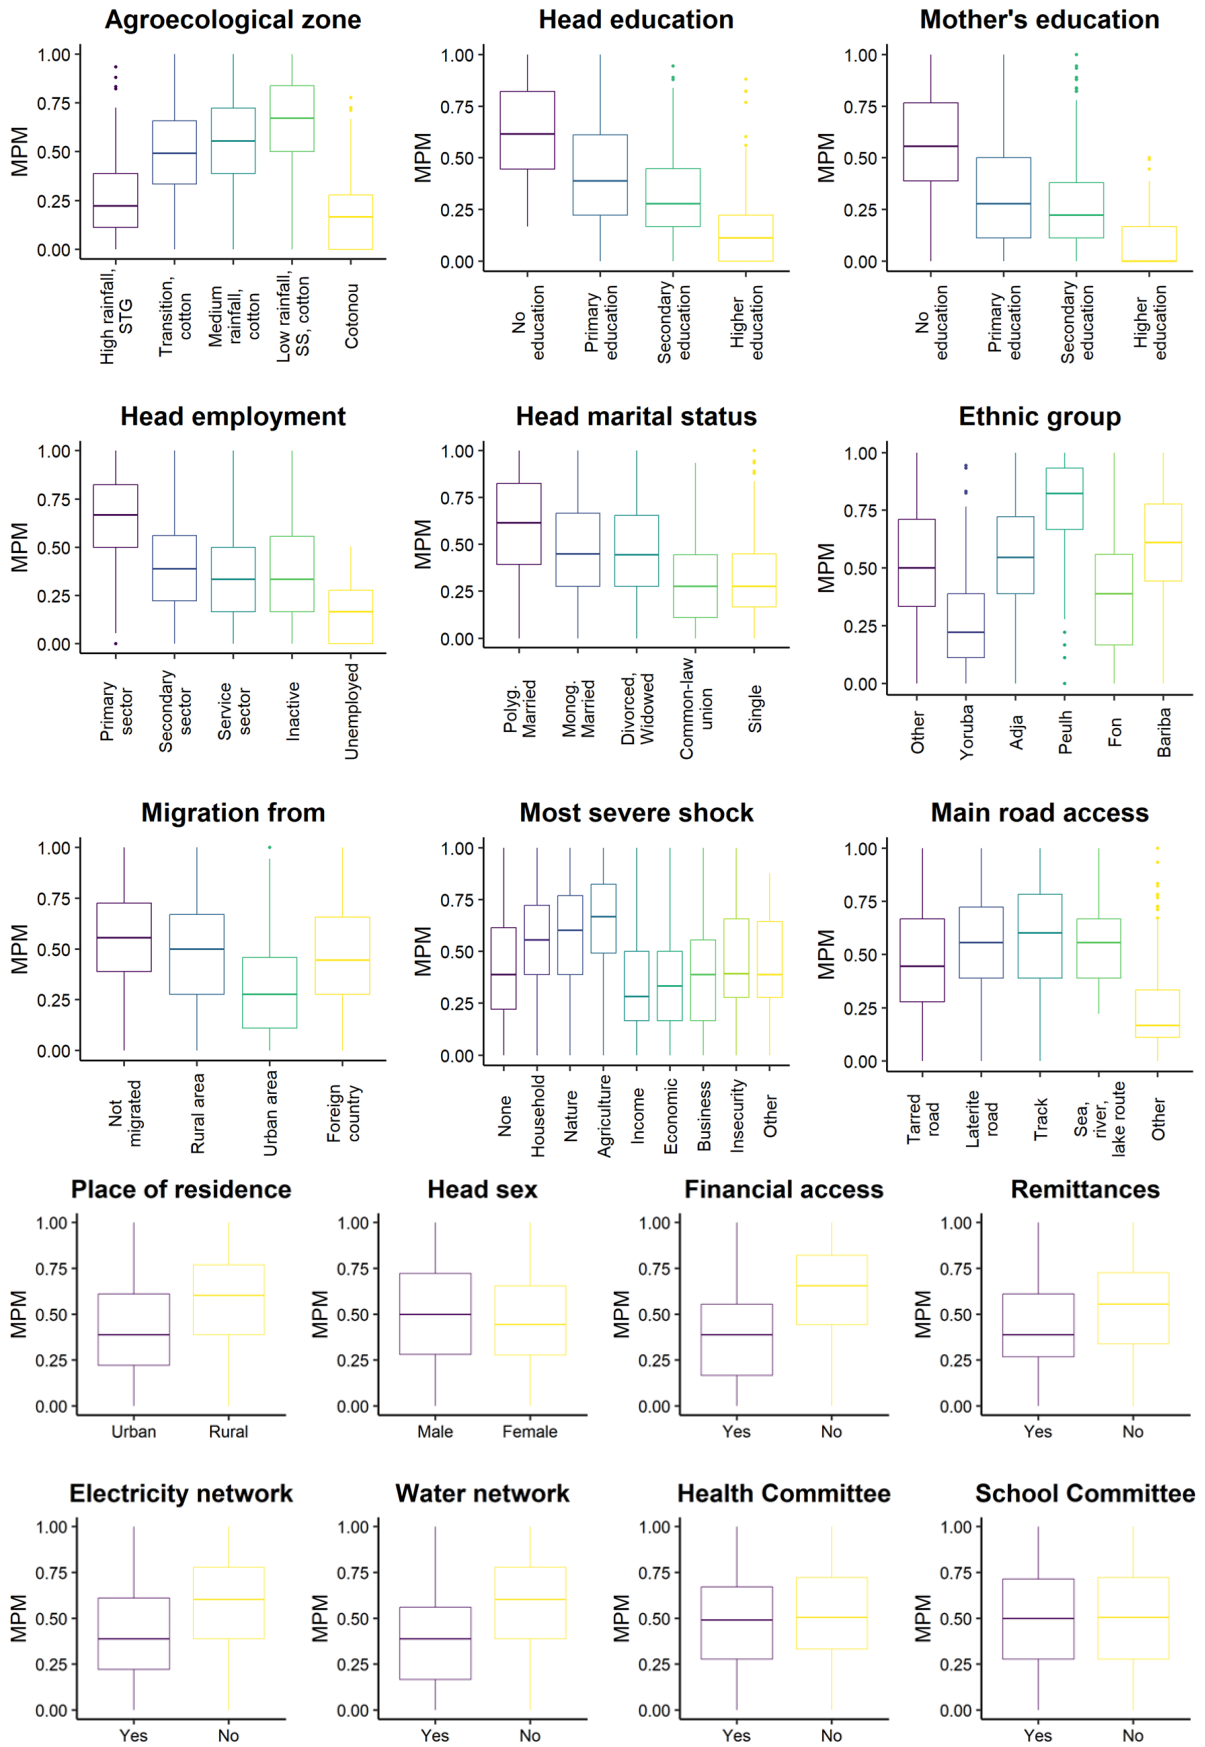 Agroecological zone
MPM
1.00
0.75
0.50
0.25
0.00
High rainfall,
STG
Transition,
cotton
Medium
rainfall,
cotton
Low rainfall,
SS, cotton
Cotonou
Head education
MPM
1.00
0.75
0.50
0.25
0.00
No
education
Primary
education
Secondary
education
Higher
education
Mother's education
MPM
1.00
0.75
0.50
0.25
0.00
No
education
Primary
education
Secondary
education
Higher
education
Head employment
MPM
1.00
0.75
0.50
0.25
0.00
Primary
sector
Secondary
sector
Service
sector
Inactive
Unemployed
Head marital status
MPM
1.00
0.75
0.50
0.25
0.00
Polyg.
Married
Monog.
Married
Divorced,
Widowed
Common-law
union
Single
Ethnic group
MPM
1.00
0.75
0.50
0.25
0.00
Other
Yoruba
Adja
Peulh
Fon
Bariba
Migration from
MPM
1.00
0.75
0.50
0.25
0.00
Not
migrated
Rural area
Urban area
Foreign
country
Most severe shock
MPM
1.00
0.75
0.50
0.25
0.00
None
Household
Nature
Agriculture
Income
Economic
Business
Insecurity
Other
Main road access
MPM
1.00
0.75
0.50
0.25
0.00
Tarred
road
Laterite
road
Track
Sea,
river,
lake route
Other
Place of residence
MPM
1.00
0.75
0.50
0.25
0.00
Urban
Rural
Head sex
MPM
1.00
0.75
0.50
0.25
0.00
Male
Female
Financial access
MPM
1.00
0.75
0.50
0.25
0.00
Yes
No
Remittances
MPM
1.00
0.75
0.50
0.25
0.00
Yes
No
Electricity network
MPM
1.00
0.75
0.50
0.25
0.00
Yes
No
Water network
MPM
1.00
0.75
0.50
0.25
0.00
Yes
No
Health Committee
MPM
1.00
0.75
0.50
0.25
0.00
Yes
No
School Committee
MPM
1.00
0.75
0.50
0.25
0.00
Yes
No